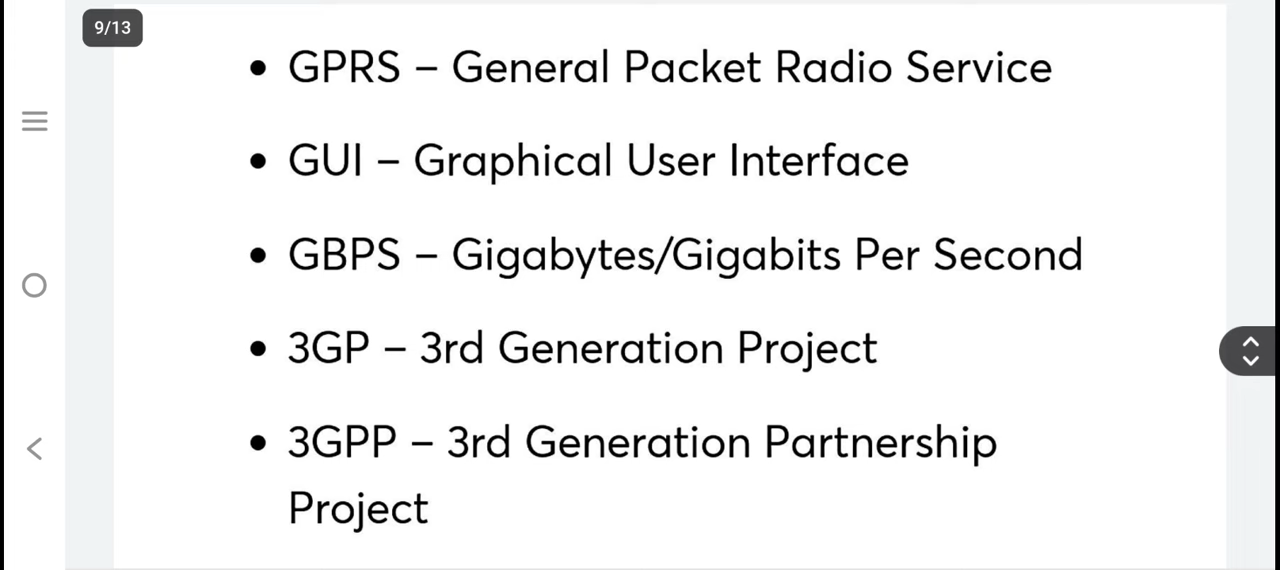 9/13
• GPRS – General Packet Radio Service
• GUI – Graphical User Interface
• GBPS – Gigabytes/Gigabits Per Second
• 3GP – 3rd Generation Project
• 3GPP – 3rd Generation Partnership
Project